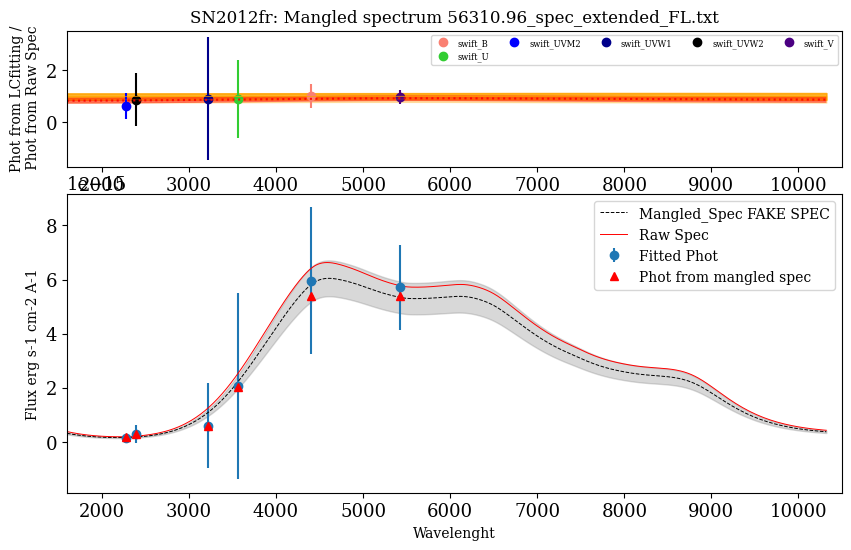 SN2012fr: Mangled spectrum 56310.96_spec_extended_FL.txt
Phot from LCfitting /
Phot from Raw Spec
swift_B swift_UVM2 swift_UVW1 swift_UVW2 swift_V
swift_U
2
0
2000 3000 4000 5000 6000 7000 8000 9000 10000
1e−15
Flux erg s-1 cm-2 A-1
8
6
4
2
0
Mangled_Spec FAKE SPEC
Raw Spec
Fitted Phot
Phot from mangled spec
2000 3000 4000 5000 6000 7000 8000 9000 10000
Wavelenght